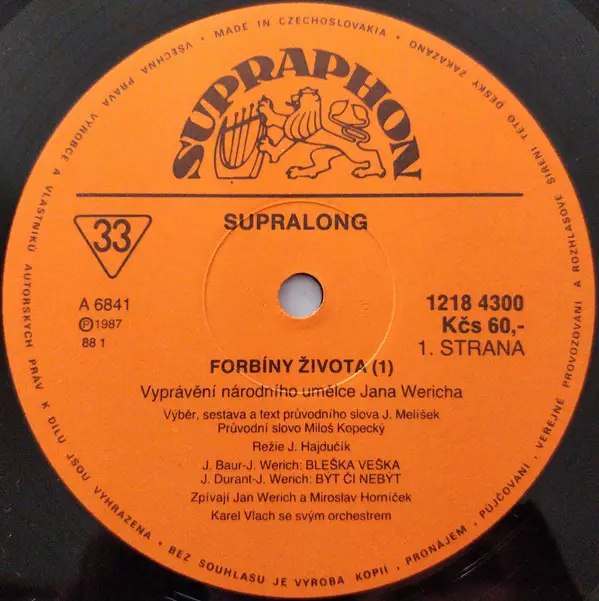 VŠECHNA PRÁVA VÝROBCE A VLASTNÍKŮ AUTORSKÝCH PRÁV K DÍLU JSOU VYHRAZENA • BEZ SOUHLASU JE VÝROBA KOPIÍ, PRONÁJEM, PŮJČOVÁNÍ, VEŘEJNÉ PROVOZOVÁNÍ A ROZHLASOVÉ ŠÍŘENÍ TÉTO DESKY ZAKÁZÁNO • MADE IN CZECHOSLOVAKIA •
SUPRAPHON
SUPRALONG
33
A 6841
Ⓟ1987
88 1
1218 4300
Kčs 60,-
1. STRANA
FORBÍNY ŽIVOTA (1)
Vyprávění národního umělce Jana Wericha
Výběr, sestava a text průvodního slova J. Melíšek
Průvodní slovo Miloš Kopecký
Režie J. Hajdučík
J. Baur-J. Werich: BLEŠKA VEŠKA
J. Durant-J. Werich: BÝT ČI NEBÝT
Zpívají Jan Werich a Miroslav Horníček
Karel Vlach se svým orchestrem